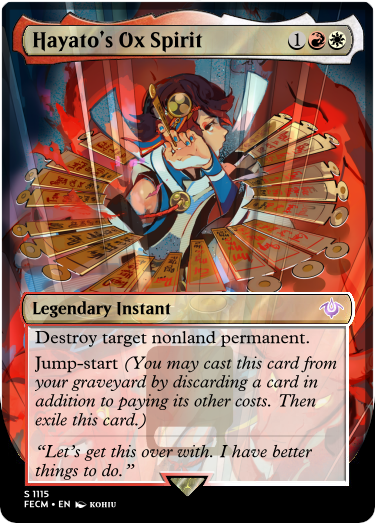 Hayato's Ox Spirit 1
Legendary Instant
Destroy target nonland permanent.
Jump-start (You may cast this card from
your graveyard by discarding a card in
addition to paying its other costs. Then
exile this card.)
“Let's get this over with. I have better
things to do.”
S 1115
FECM • EN KOHIU